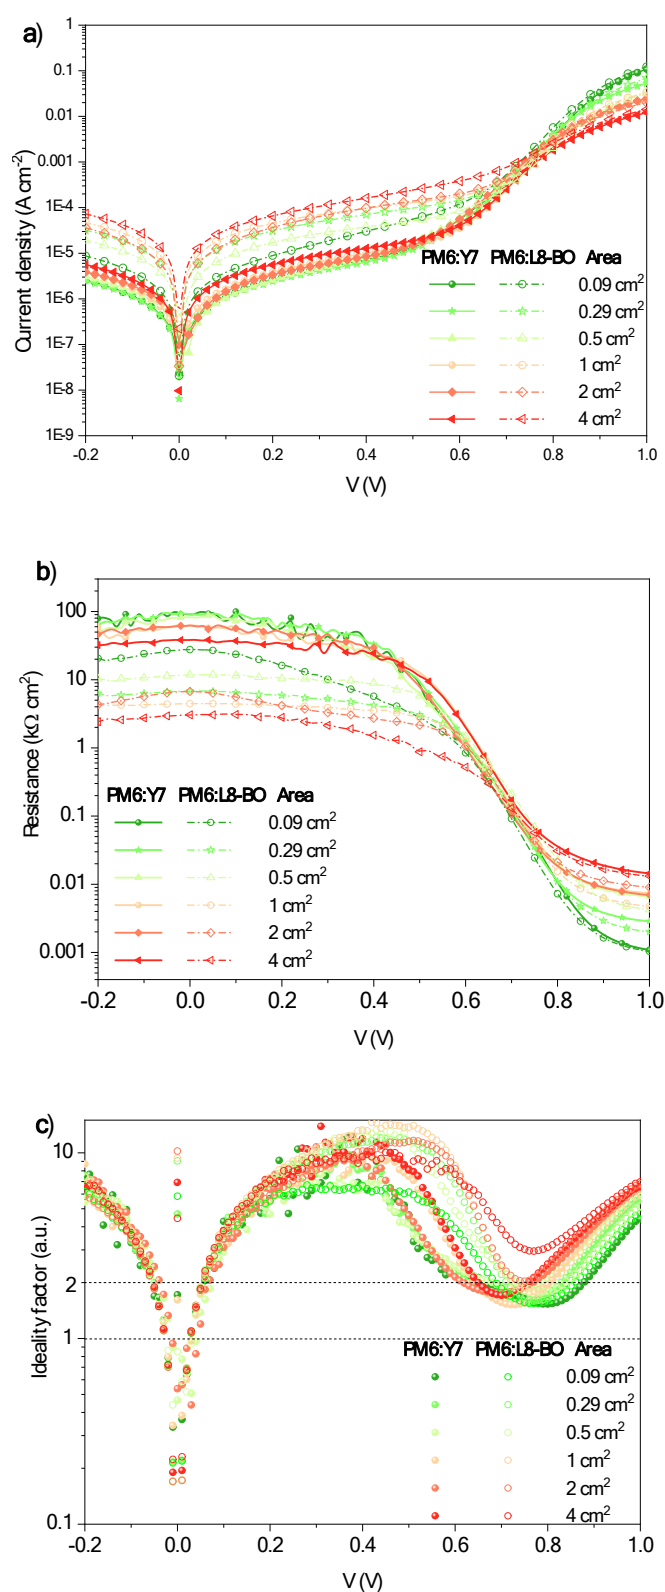 a)
1
0.1
0.01
0.001
1E-4
1E-5
1E-6
1E-7
1E-8
1E-9
Current density (A cm-2)
PM6:Y7 PM6:L8-BO Area
0.09 cm2
0.29 cm2
0.5 cm2
1 cm2
2 cm2
4 cm2
-0.2 0.0 0.2 0.4 0.6 0.8 1.0
V (V)
b)
100
10
1
0.1
0.01
0.001
Resistance (kΩ cm2)
PM6:Y7 PM6:L8-BO Area
0.09 cm2
0.29 cm2
0.5 cm2
1 cm2
2 cm2
4 cm2
-0.2 0.0 0.2 0.4 0.6 0.8 1.0
V (V)
c)
10
2
1
0.1
Ideality factor (a.u.)
PM6:Y7 PM6:L8-BO Area
0.09 cm2
0.29 cm2
0.5 cm2
1 cm2
2 cm2
4 cm2
-0.2 0.0 0.2 0.4 0.6 0.8 1.0
V (V)